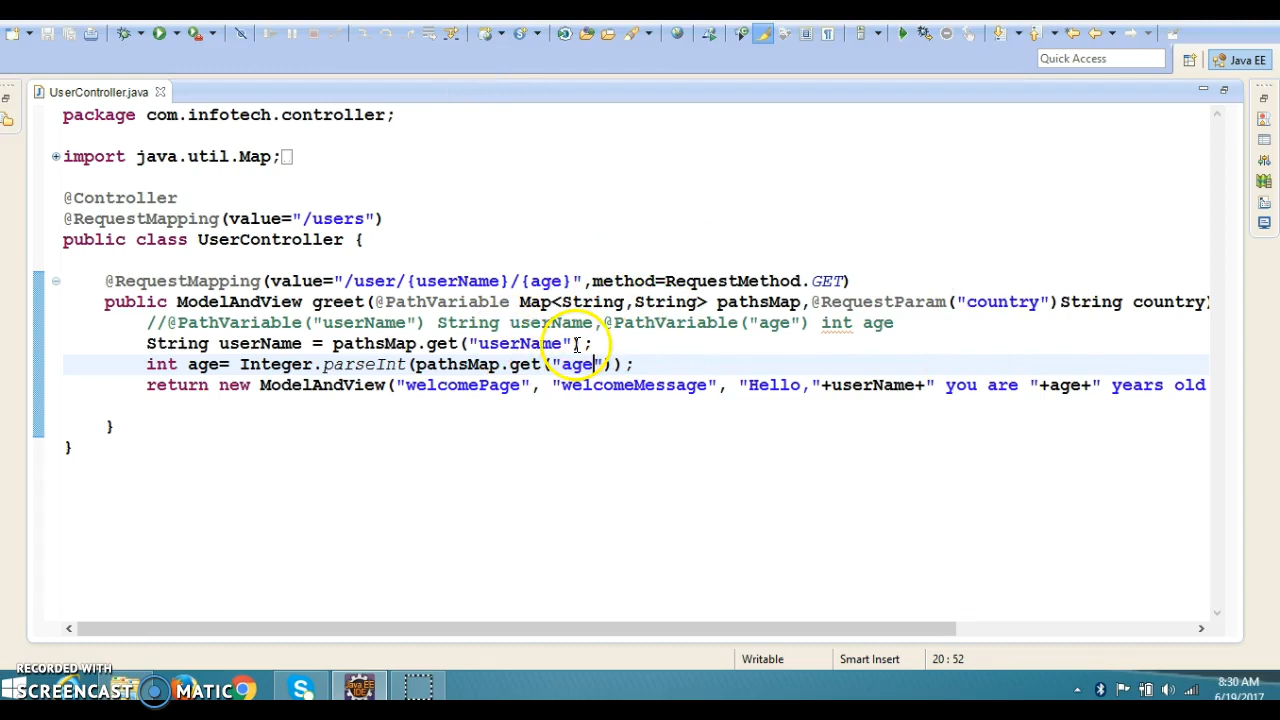 Quick Access
Java EE
UserController.java
package com.infotech.controller;
import java.util.Map;
@Controller
@RequestMapping(value="/users")
public class UserController {
@RequestMapping(value="/user/{userName}/{age}",method=RequestMethod.GET)
public ModelAndView greet(@PathVariable Map<String,String> pathsMap,@RequestParam("country")String country)
//@PathVariable("userName") String userName,@PathVariable("age") int age
String userName = pathsMap.get("userName");
int age= Integer.parseInt(pathsMap.get("age"));
return new ModelAndView("welcomePage", "welcomeMessage", "Hello,"+userName+" you are "+age+" years old
}
}
Writable
Smart Insert
20 : 52
RECORDED WITH
SCREENCAST MATIC
8:30 AM
6/19/2017